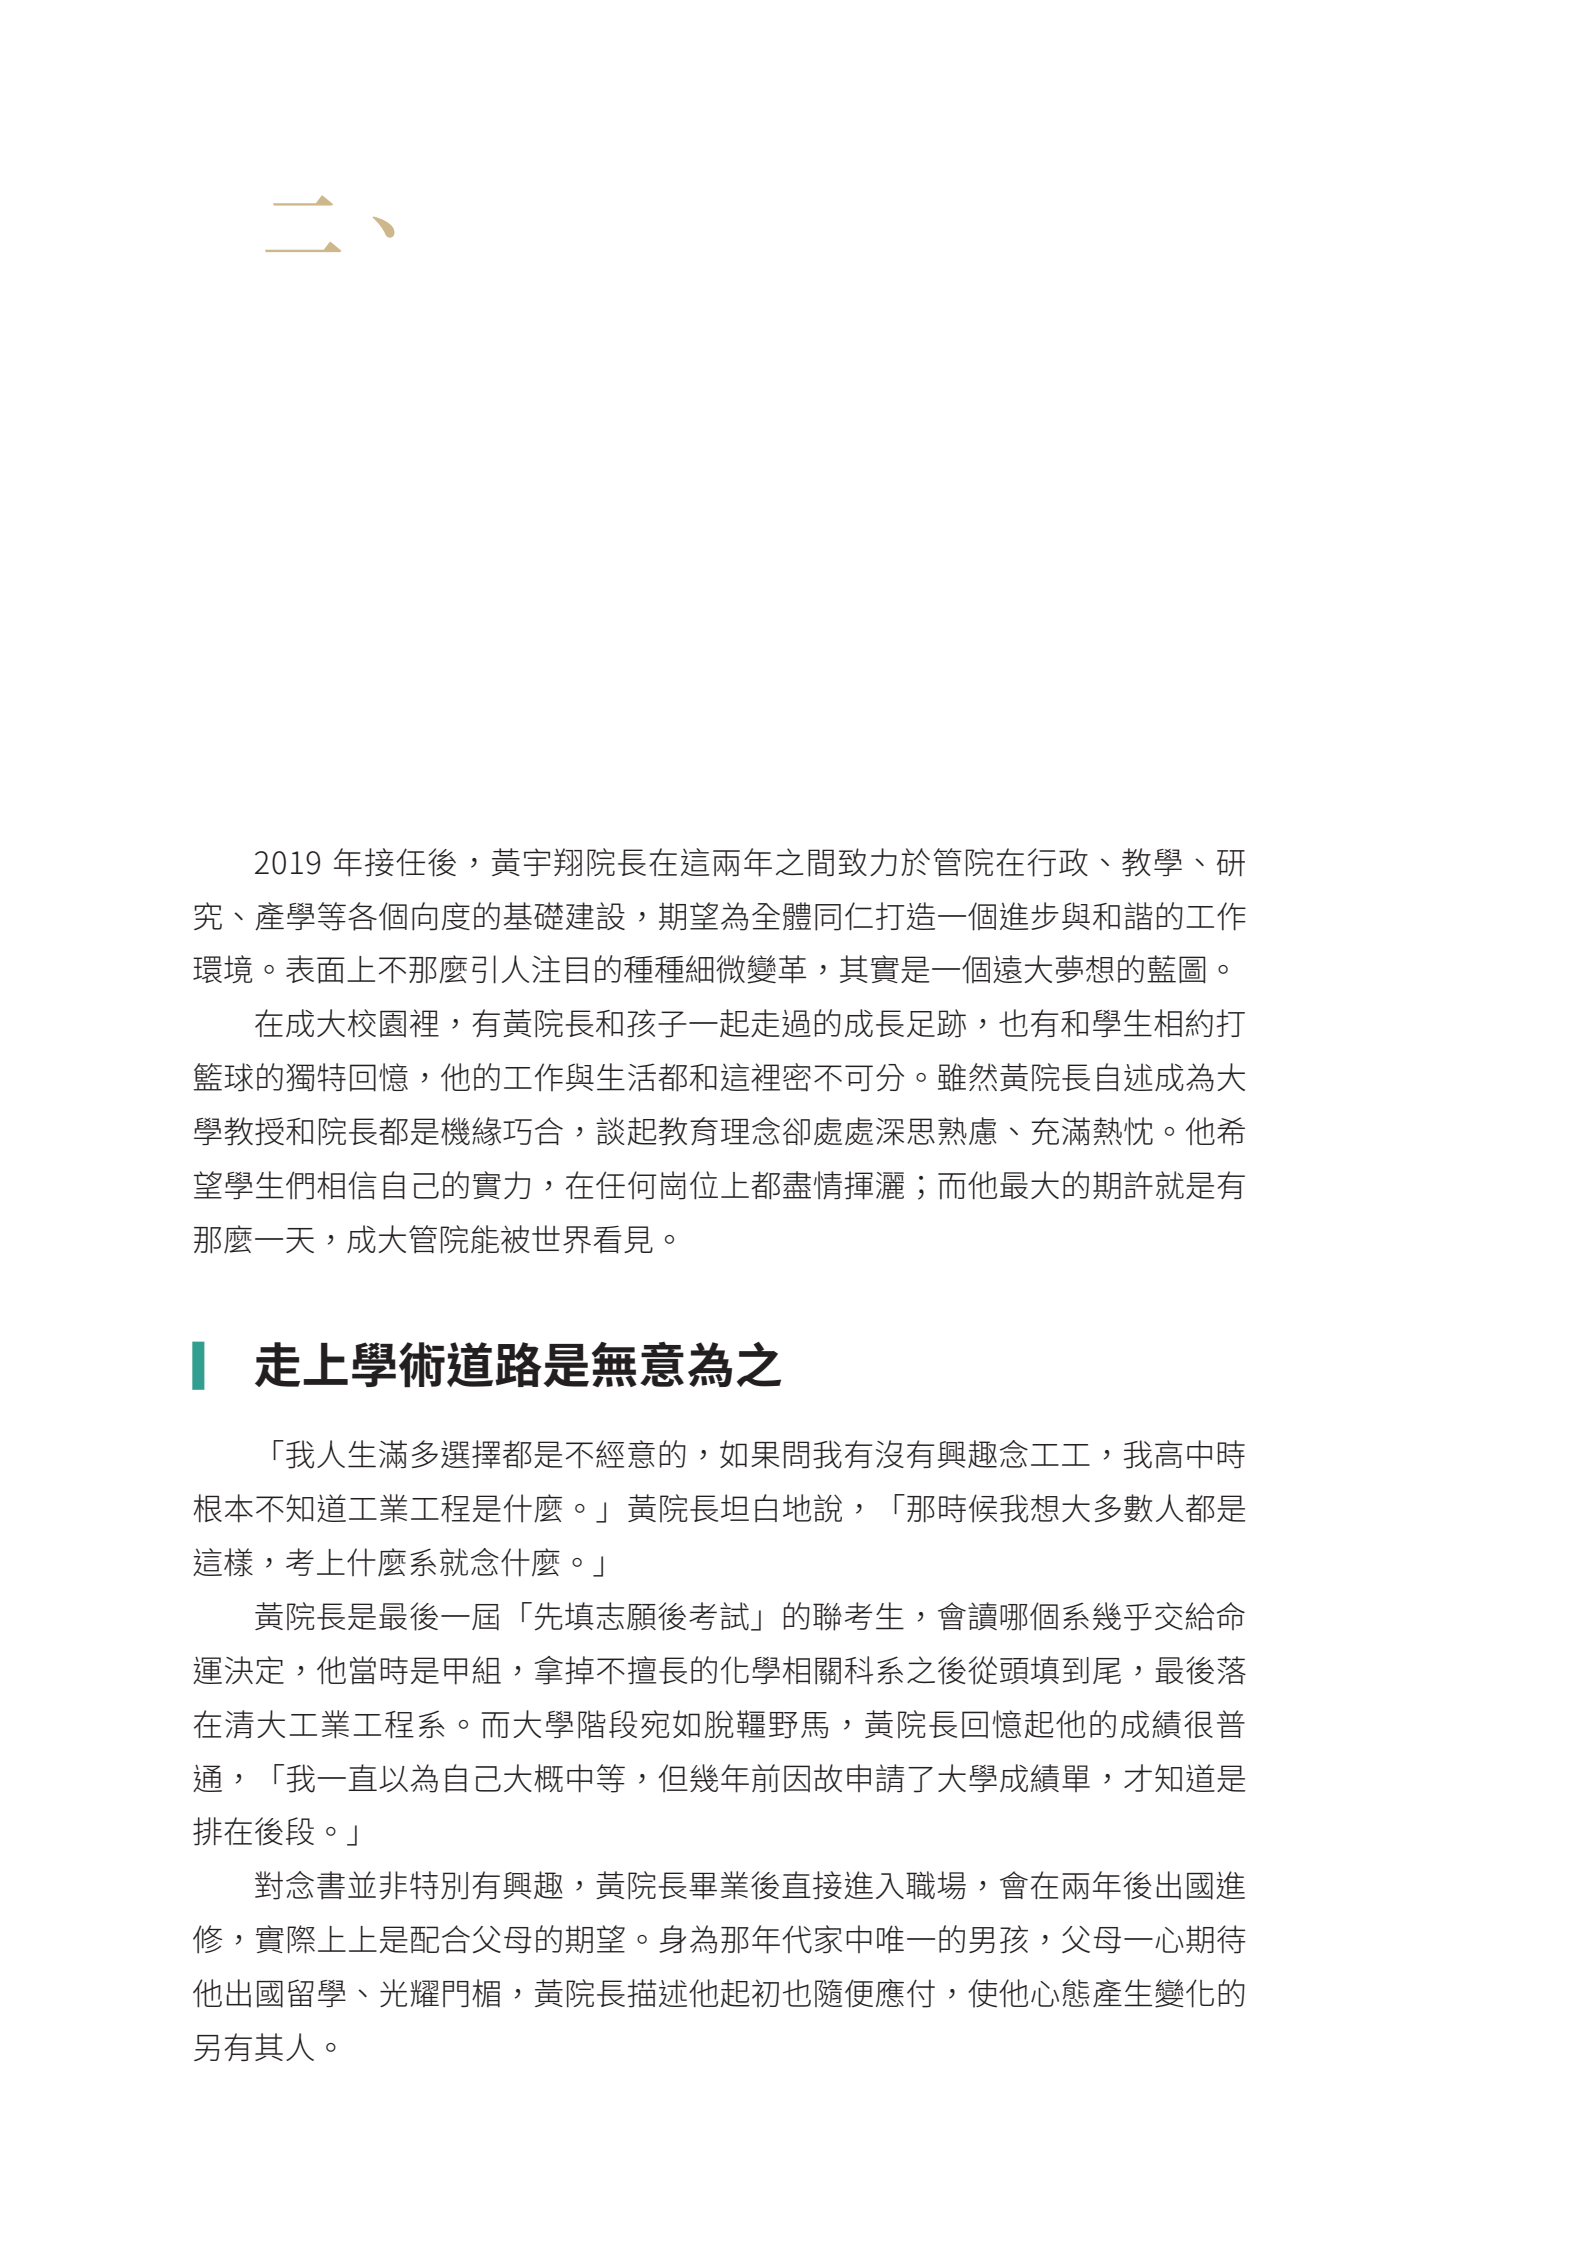 二、
2019 年接任後，黃宇翔院長在這兩年之間致力於管院在行政、教學、研
究、產學等各個向度的基礎建設，期望為全體同仁打造一個進步與和諧的工作
環境。表面上不那麼引人注目的種種細微變革，其實是一個遠大夢想的藍圖。
在成大校園裡，有黃院長和孩子一起走過的成長足跡，也有和學生相約打
籃球的獨特回憶，他的工作與生活都和這裡密不可分。雖然黃院長自述成為大
學教授和院長都是機緣巧合，談起教育理念卻處處深思熟慮、充滿熱忱。他希
望學生們相信自己的實力，在任何崗位上都盡情揮灑；而他最大的期許就是有
那麼一天，成大管院能被世界看見。
走上學術道路是無意為之
「我人生滿多選擇都是不經意的，如果問我有沒有興趣念工工，我高中時
根本不知道工業工程是什麼。」黃院長坦白地說，「那時候我想大多數人都是
這樣，考上什麼系就念什麼。」
黃院長是最後一屆「先填志願後考試」的聯考生，會讀哪個系幾乎交給命
運決定，他當時是甲組，拿掉不擅長的化學相關科系之後從頭填到尾，最後落
在清大工業工程系。而大學階段宛如脫韁野馬，黃院長回憶起他的成績很普
通，「我一直以為自己大概中等，但幾年前因故申請了大學成績單，才知道是
排在後段。」
對念書並非特別有興趣，黃院長畢業後直接進入職場，會在兩年後出國進
修，實際上上是配合父母的期望。身為那年代家中唯一的男孩，父母一心期待
他出國留學、光耀門楣，黃院長描述他起初也隨便應付，使他心態產生變化的
另有其人。